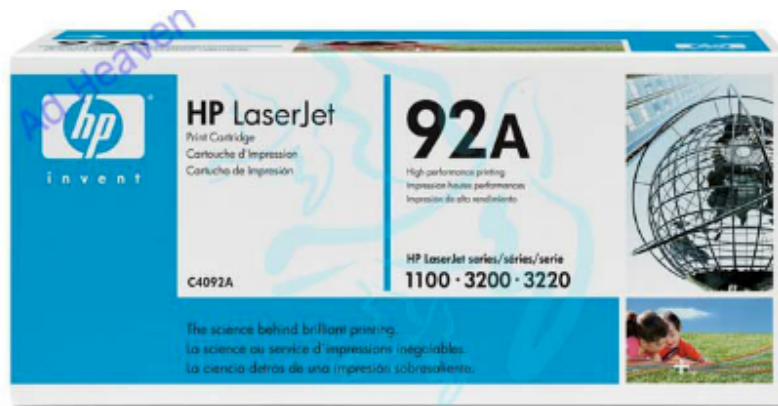 92A
Ad Heaven
hp
invent
HP LaserJet
Print Cartridge
Cartouche d'Impression
Cartucho de Impresión
C4092A
92A
High performance printing
Impression hautes performances
Impresión de alto rendimiento
HP LaserJet series/séries/serie
1100 · 3200 · 3220
The science behind brilliant printing.
La science au service d'impressions inégalables.
La ciencia detrás de una impresión sobresaliente.